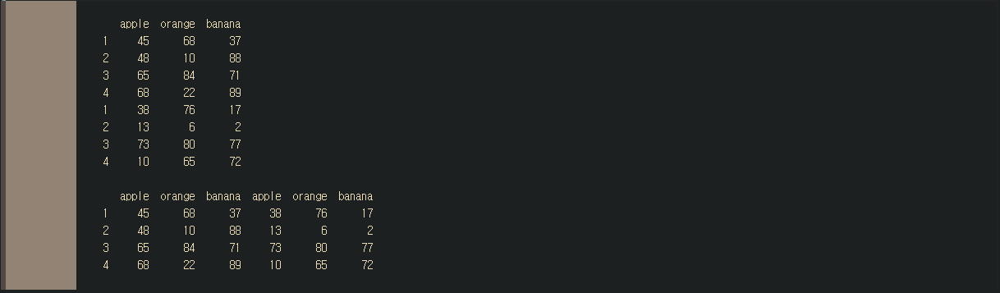 apple orange banana
1 45 68 37
2 48 10 88
3 65 84 71
4 68 22 89
1 38 76 17
2 13 6 2
3 73 80 77
4 10 65 72
apple orange banana apple orange banana
1 45 68 37 38 76 17
2 48 10 88 13 6 2
3 65 84 71 73 80 77
4 68 22 89 10 65 72